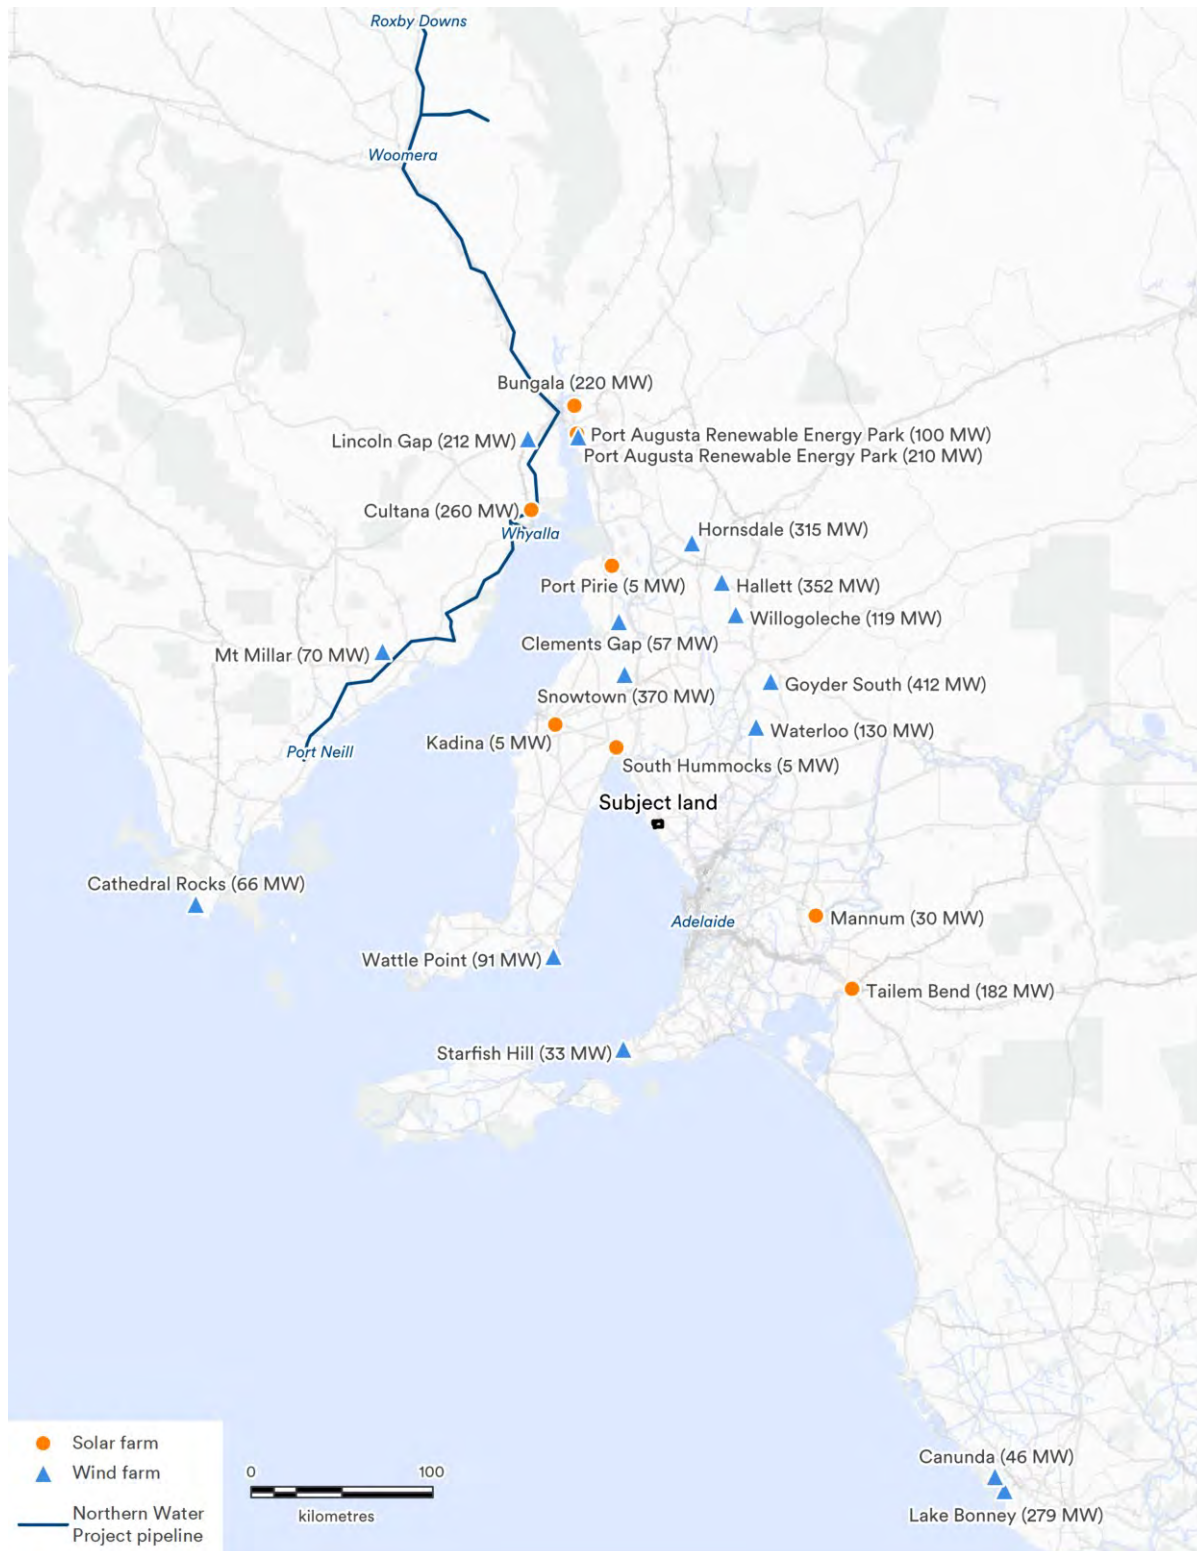 Roxby Downs
Woomera
Bungala (220 MW)
Lincoln Gap (212 MW)
Port Augusta Renewable Energy Park (100 MW)
Port Augusta Renewable Energy Park (210 MW)
Cultana (260 MW)
Whyalla
Hornsdale (315 MW)
Port Pirie (5 MW)
Hallett (352 MW)
Willogoleche (119 MW)
Clements Gap (57 MW)
Mt Millar (70 MW)
Goyder South (412 MW)
Snowtown (370 MW)
Waterloo (130 MW)
Kadina (5 MW)
Port Neill
South Hummocks (5 MW)
Subject land
Cathedral Rocks (66 MW)
Adelaide
Mannum (30 MW)
Wattle Point (91 MW)
Tailem Bend (182 MW)
Starfish Hill (33 MW)
Solar farm
Wind farm
Northern Water
Project pipeline
0 100
kilometres
Canunda (46 MW)
Lake Bonney (279 MW)